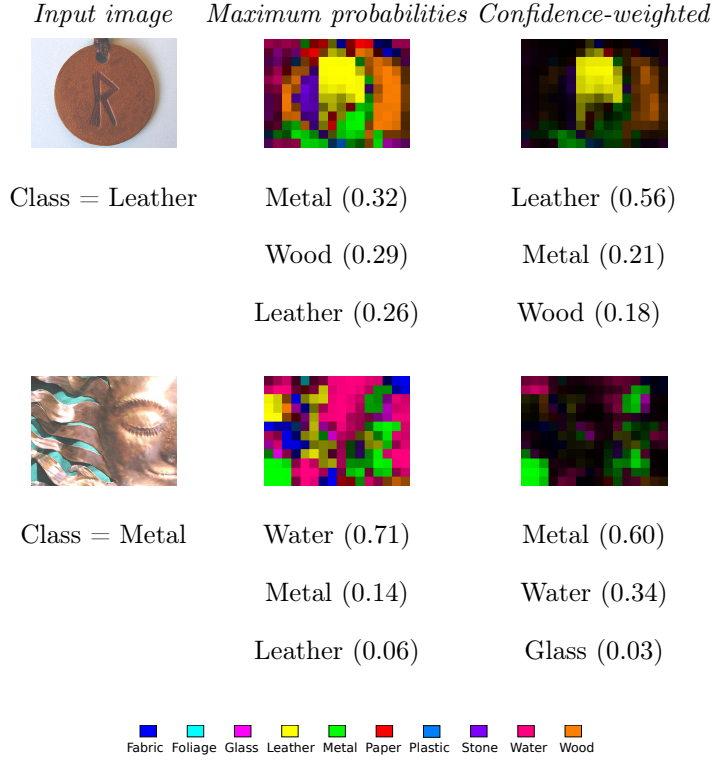 Input image Maximum probabilities Confidence-weighted
R
Class = Leather Metal (0.32) Leather (0.56)
Wood (0.29) Metal (0.21)
Leather (0.26) Wood (0.18)
Class = Metal Water (0.71) Metal (0.60)
Metal (0.14) Water (0.34)
Leather (0.06) Glass (0.03)
Fabric Foliage Glass Leather Metal Paper Plastic Stone Water Wood